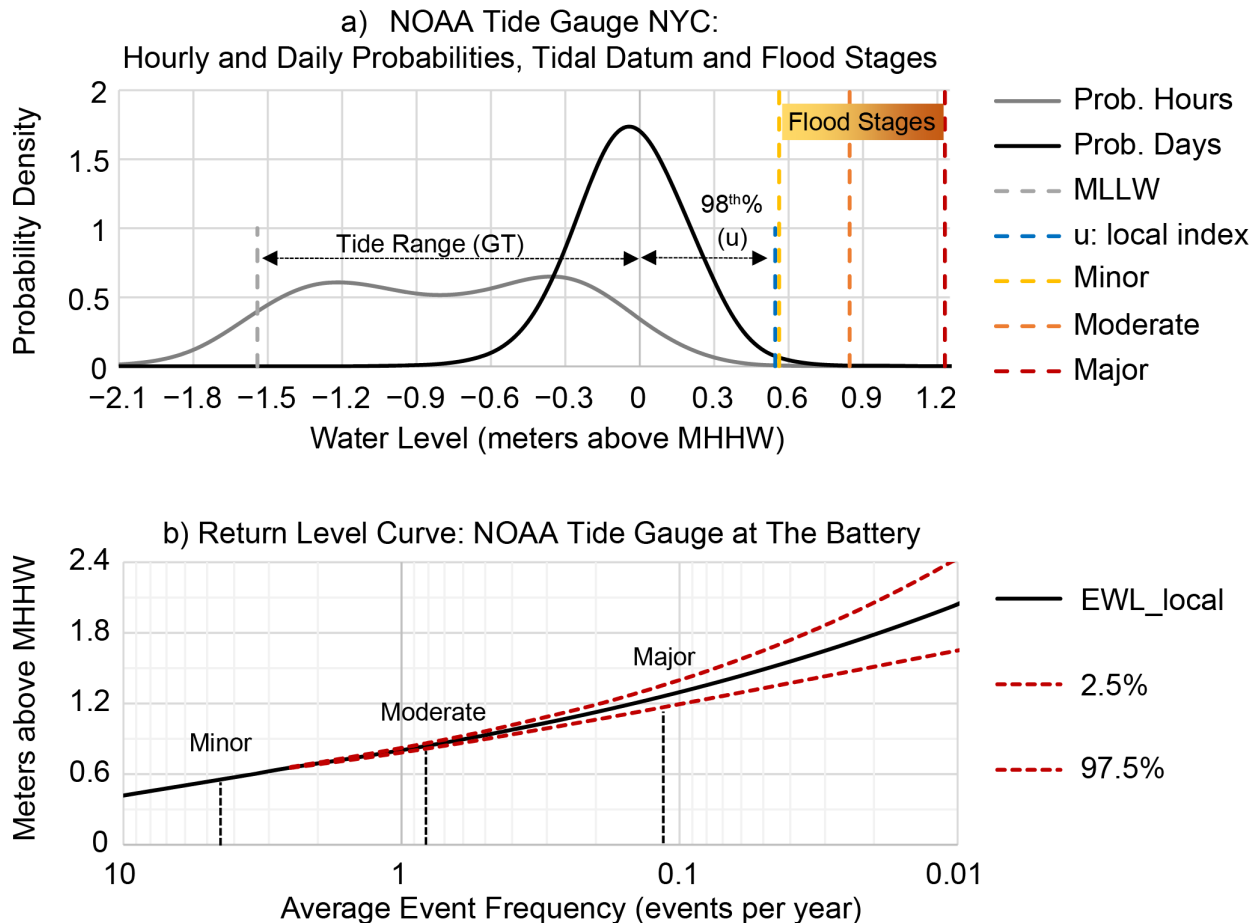 a) NOAA Tide Gauge NYC:
Hourly and Daily Probabilities, Tidal Datum and Flood Stages
Probability Density
2
1.5
1
0.5
0
Flood Stages
98th%
(u)
Tide Range (GT)
−2.1 −1.8 −1.5 −1.2 −0.9 −0.6 −0.3 0 0.3 0.6 0.9 1.2
Water Level (meters above MHHW)
Prob. Hours
Prob. Days
MLLW
u: local index
Minor
Moderate
Major
b) Return Level Curve: NOAA Tide Gauge at The Battery
Meters above MHHW
2.4
1.8
1.2
0.6
0
Minor
Moderate
Major
10 1 0.1 0.01
Average Event Frequency (events per year)
EWL_local
2.5%
97.5%